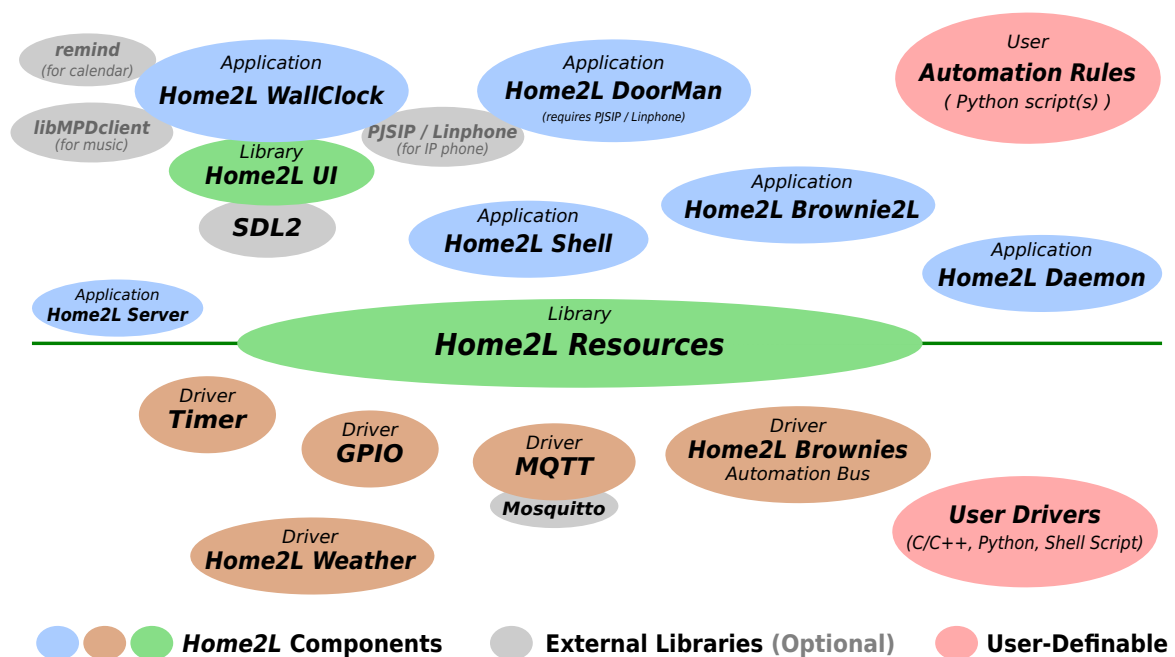 remind
(for calendar)
Application
Home2L WallClock
libMPDclient
(for music)
PJSIP / Linphone
(for IP phone)
Library
Home2L UI
SDL2
Application
Home2L DoorMan
(requires PJSIP / Linphone)
User
Automation Rules
( Python script(s) )
Application
Home2L Shell
Application
Home2L Brownie2L
Application
Home2L Daemon
Application
Home2L Server
Library
Home2L Resources
Driver
Timer
Driver
GPIO
Driver
MQTT
Mosquitto
Driver
Home2L Brownies
Automation Bus
Driver
Home2L Weather
User Drivers
(C/C++, Python, Shell Script)
Home2L Components
External Libraries (Optional)
User-Definable